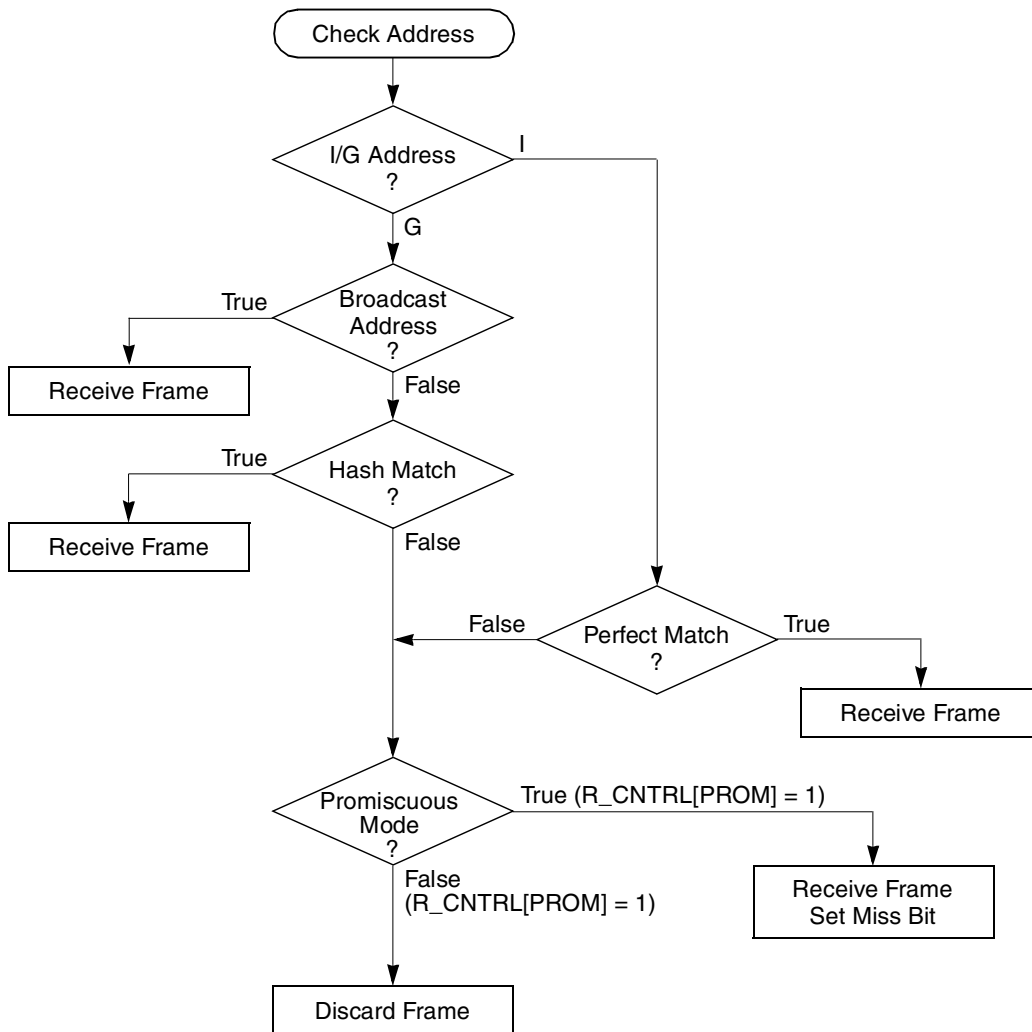 Check Address
I/G Address
?
I
G
Broadcast
Address
?
True
Receive Frame
False
Hash Match
?
True
Receive Frame
False
Perfect Match
?
False
True
Receive Frame
Promiscuous
Mode
?
True (R_CNTRL[PROM] = 1)
Receive Frame
Set Miss Bit
False
(R_CNTRL[PROM] = 1)
Discard Frame